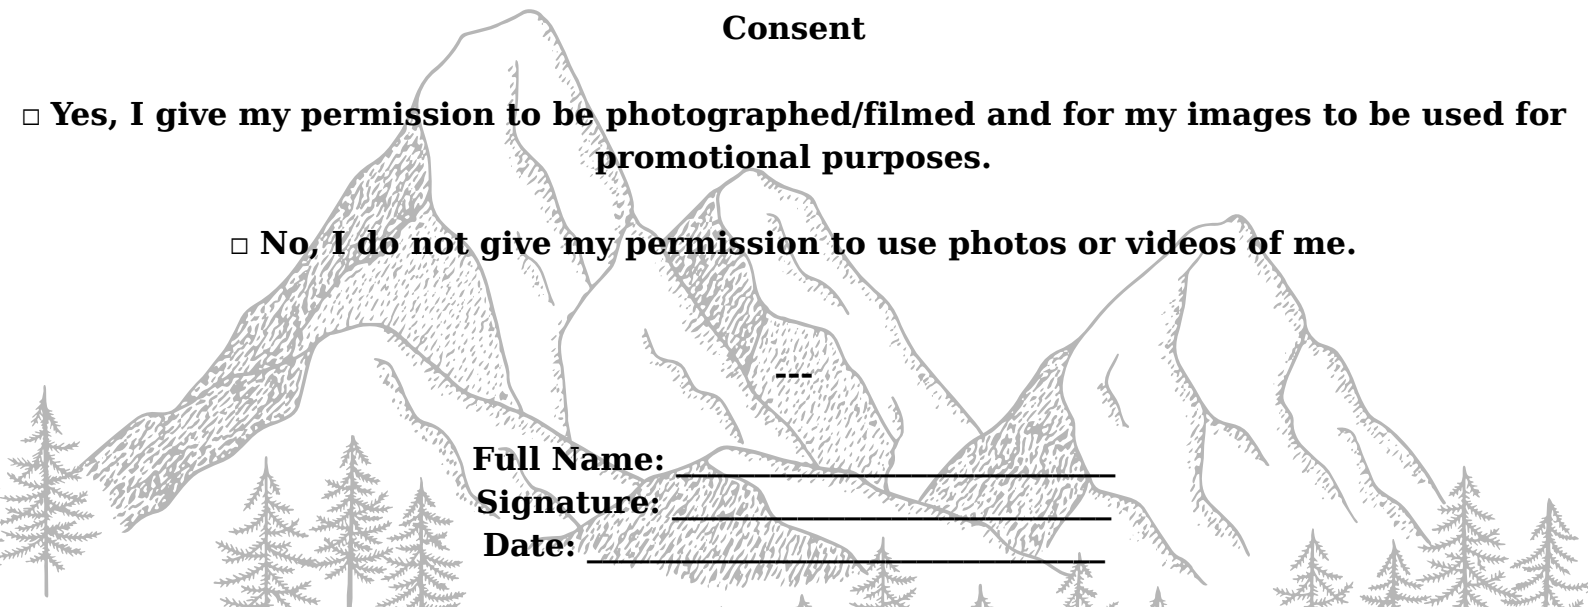 Consent
□ Yes, I give my permission to be photographed/filmed and for my images to be used for
promotional purposes.
□ No, I do not give my permission to use photos or videos of me.
---
Full Name: ____________________________
Signature: ____________________________
Date: _________________________________